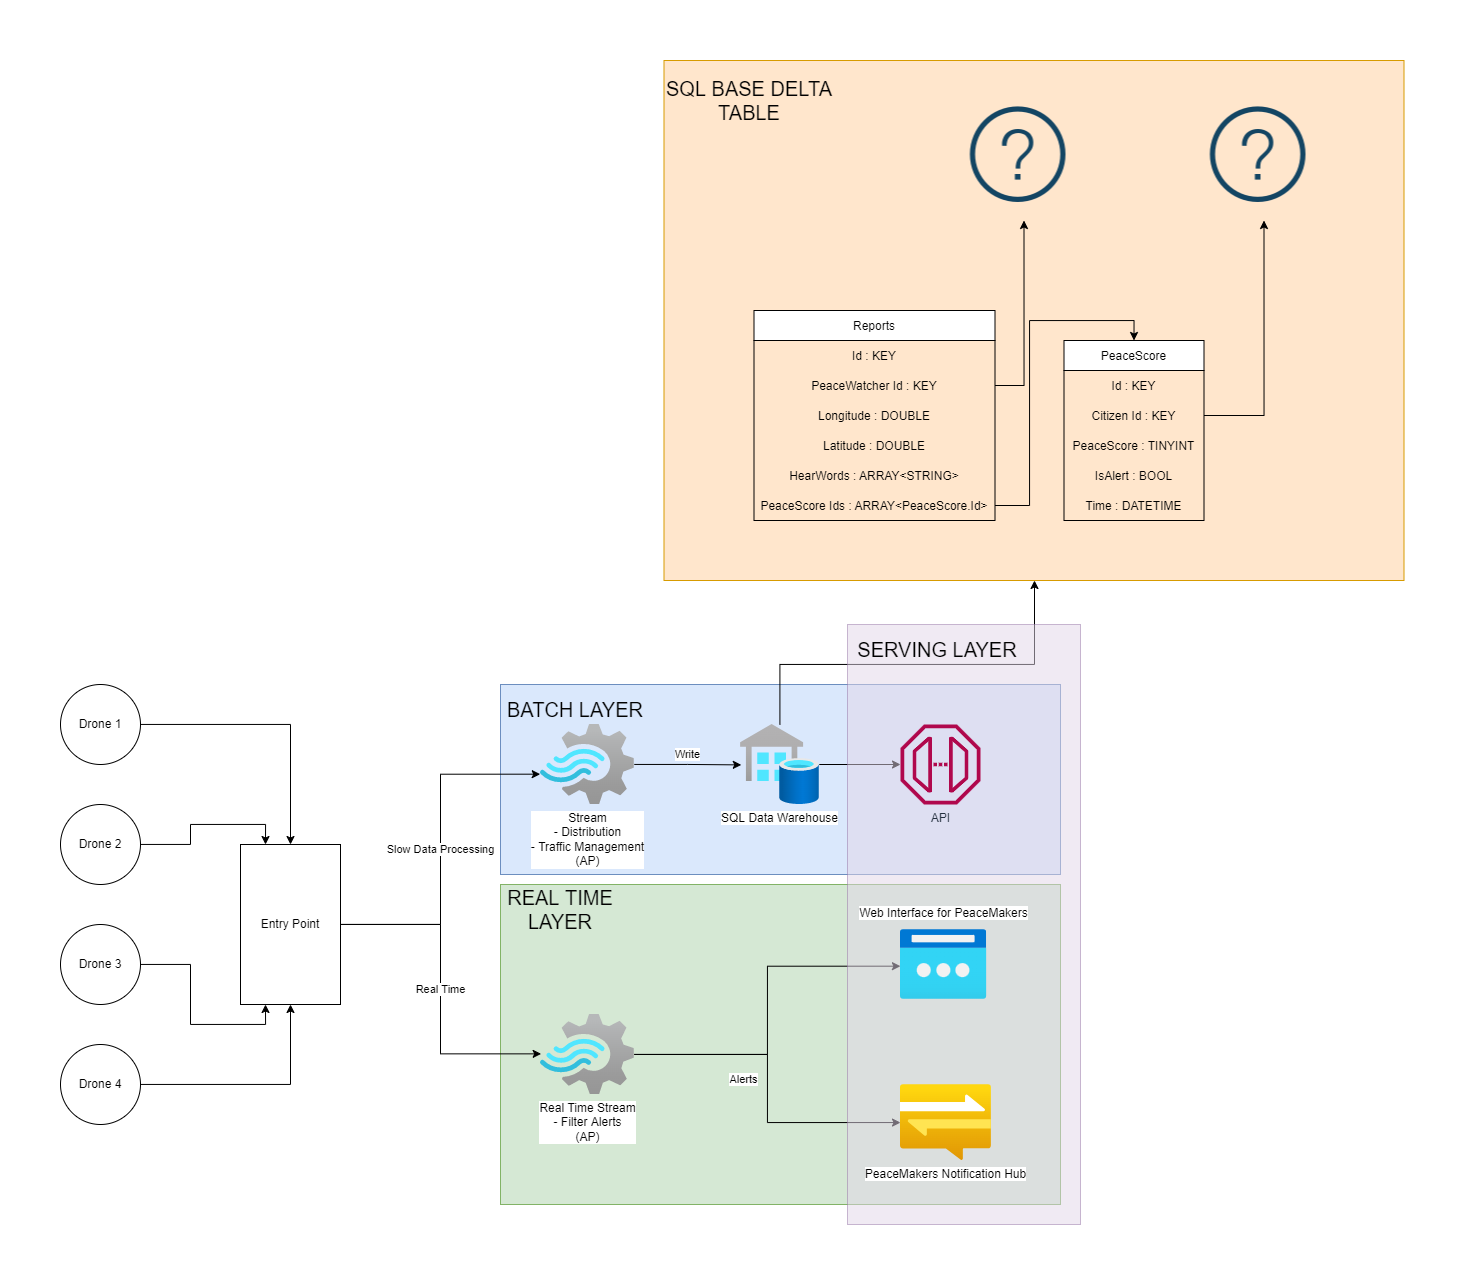 SQL BASE DELTA
TABLE
?
?
Reports
Id : KEY
PeaceWatcher Id : KEY
Longitude : DOUBLE
Latitude : DOUBLE
HearWords : ARRAY<STRING>
PeaceScore Ids : ARRAY<PeaceScore.Id>
PeaceScore
Id : KEY
Citizen Id : KEY
PeaceScore : TINYINT
IsAlert : BOOL
Time : DATETIME
SERVING LAYER
BATCH LAYER
Stream
- Distribution
- Traffic Management
(AP)
Write
SQL Data Warehouse
API
Drone 1
Drone 2
Drone 3
Drone 4
Entry Point
Slow Data Processing
Real Time
REAL TIME
LAYER
Real Time Stream
- Filter Alerts
(AP)
Alerts
Web Interface for PeaceMakers
PeaceMakers Notification Hub